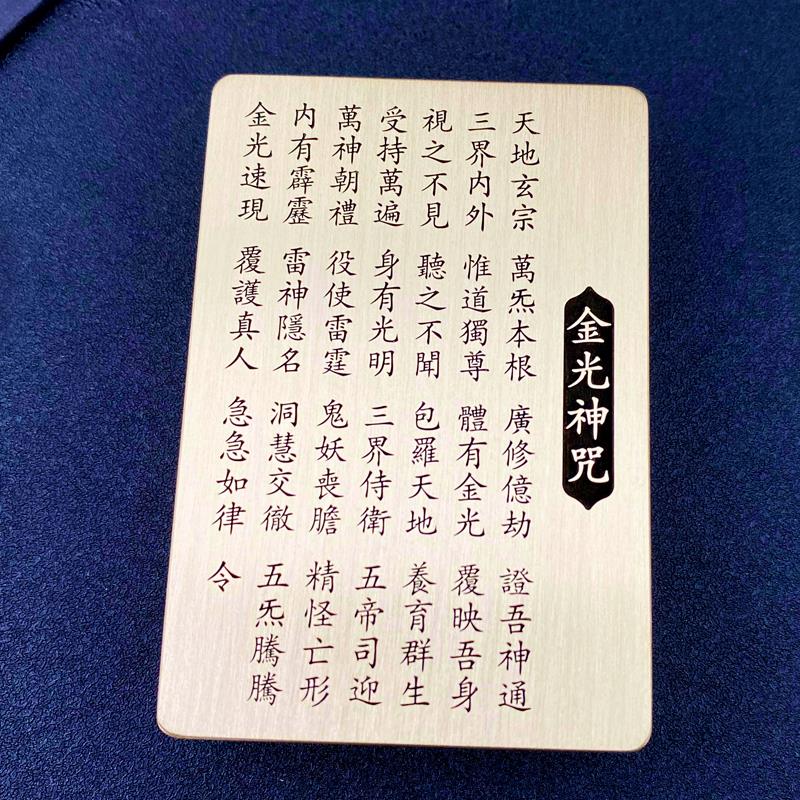 金光神咒
天地玄宗 萬炁本根 廣修億劫 證吾神通
三界內外 惟道獨尊 體有金光 覆映吾身
視之不見 聽之不聞 包羅天地 養育群生
受持萬遍 身有光明 三界侍衛 五帝司迎
萬神朝禮 役使雷霆 鬼妖喪膽 精怪亡形
內有霹靂 雷神隱名 洞慧交徹 五炁騰騰
金光速現 覆護真人 急急如律 令